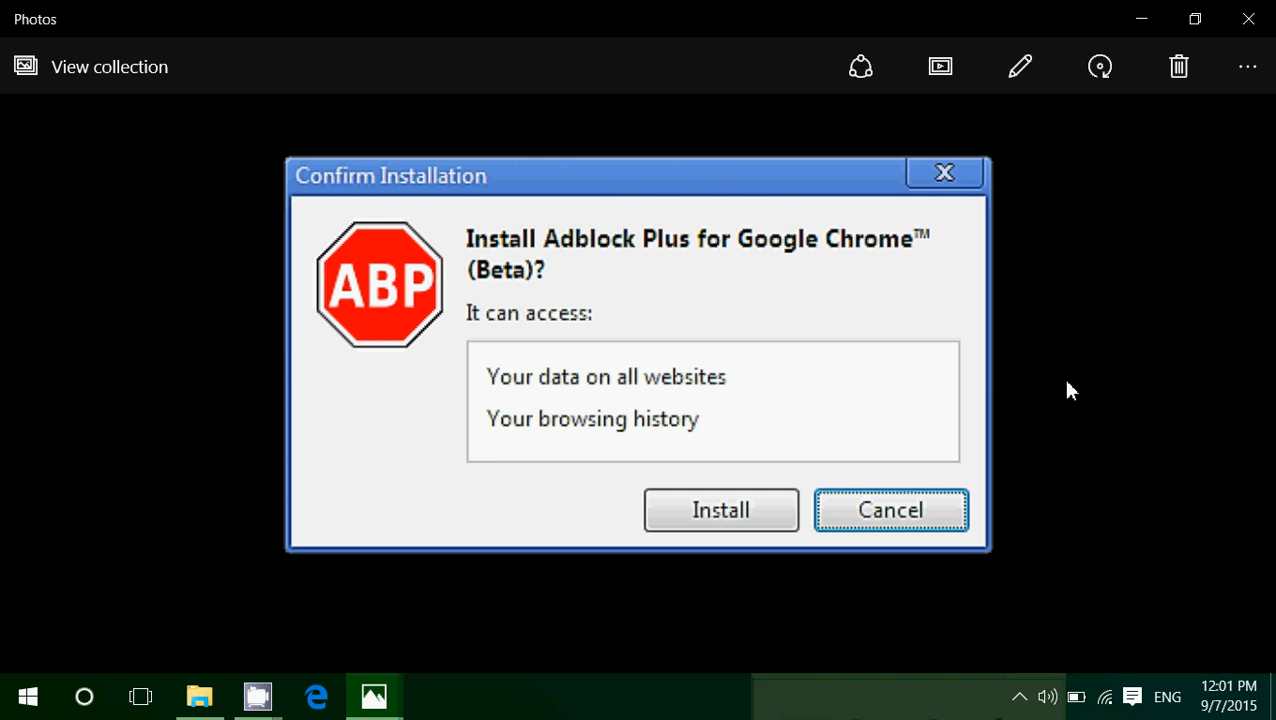 Photos
View collection
Confirm Installation
ABP
Install Adblock Plus for Google Chrome™
(Beta)?
It can access:
Your data on all websites
Your browsing history
Install
Cancel
ENG
12:01 PM
9/7/2015